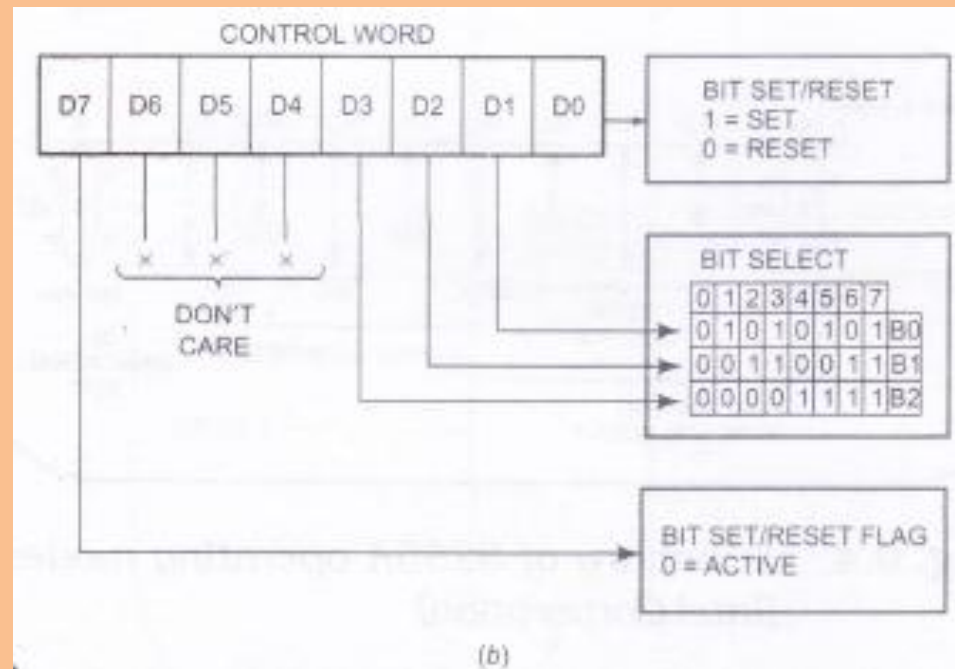 CONTROL WORD
D7 D6 D5 D4 D3 D2 D1 D0
BIT SET/RESET
1 = SET
0 = RESET
× × ×
DON'T
CARE
BIT SELECT
0 1 2 3 4 5 6 7
0 1 0 1 0 1 0 1 B0
0 0 1 1 0 0 1 1 B1
0 0 0 0 1 1 1 1 B2
BIT SET/RESET FLAG
0 = ACTIVE
(b)